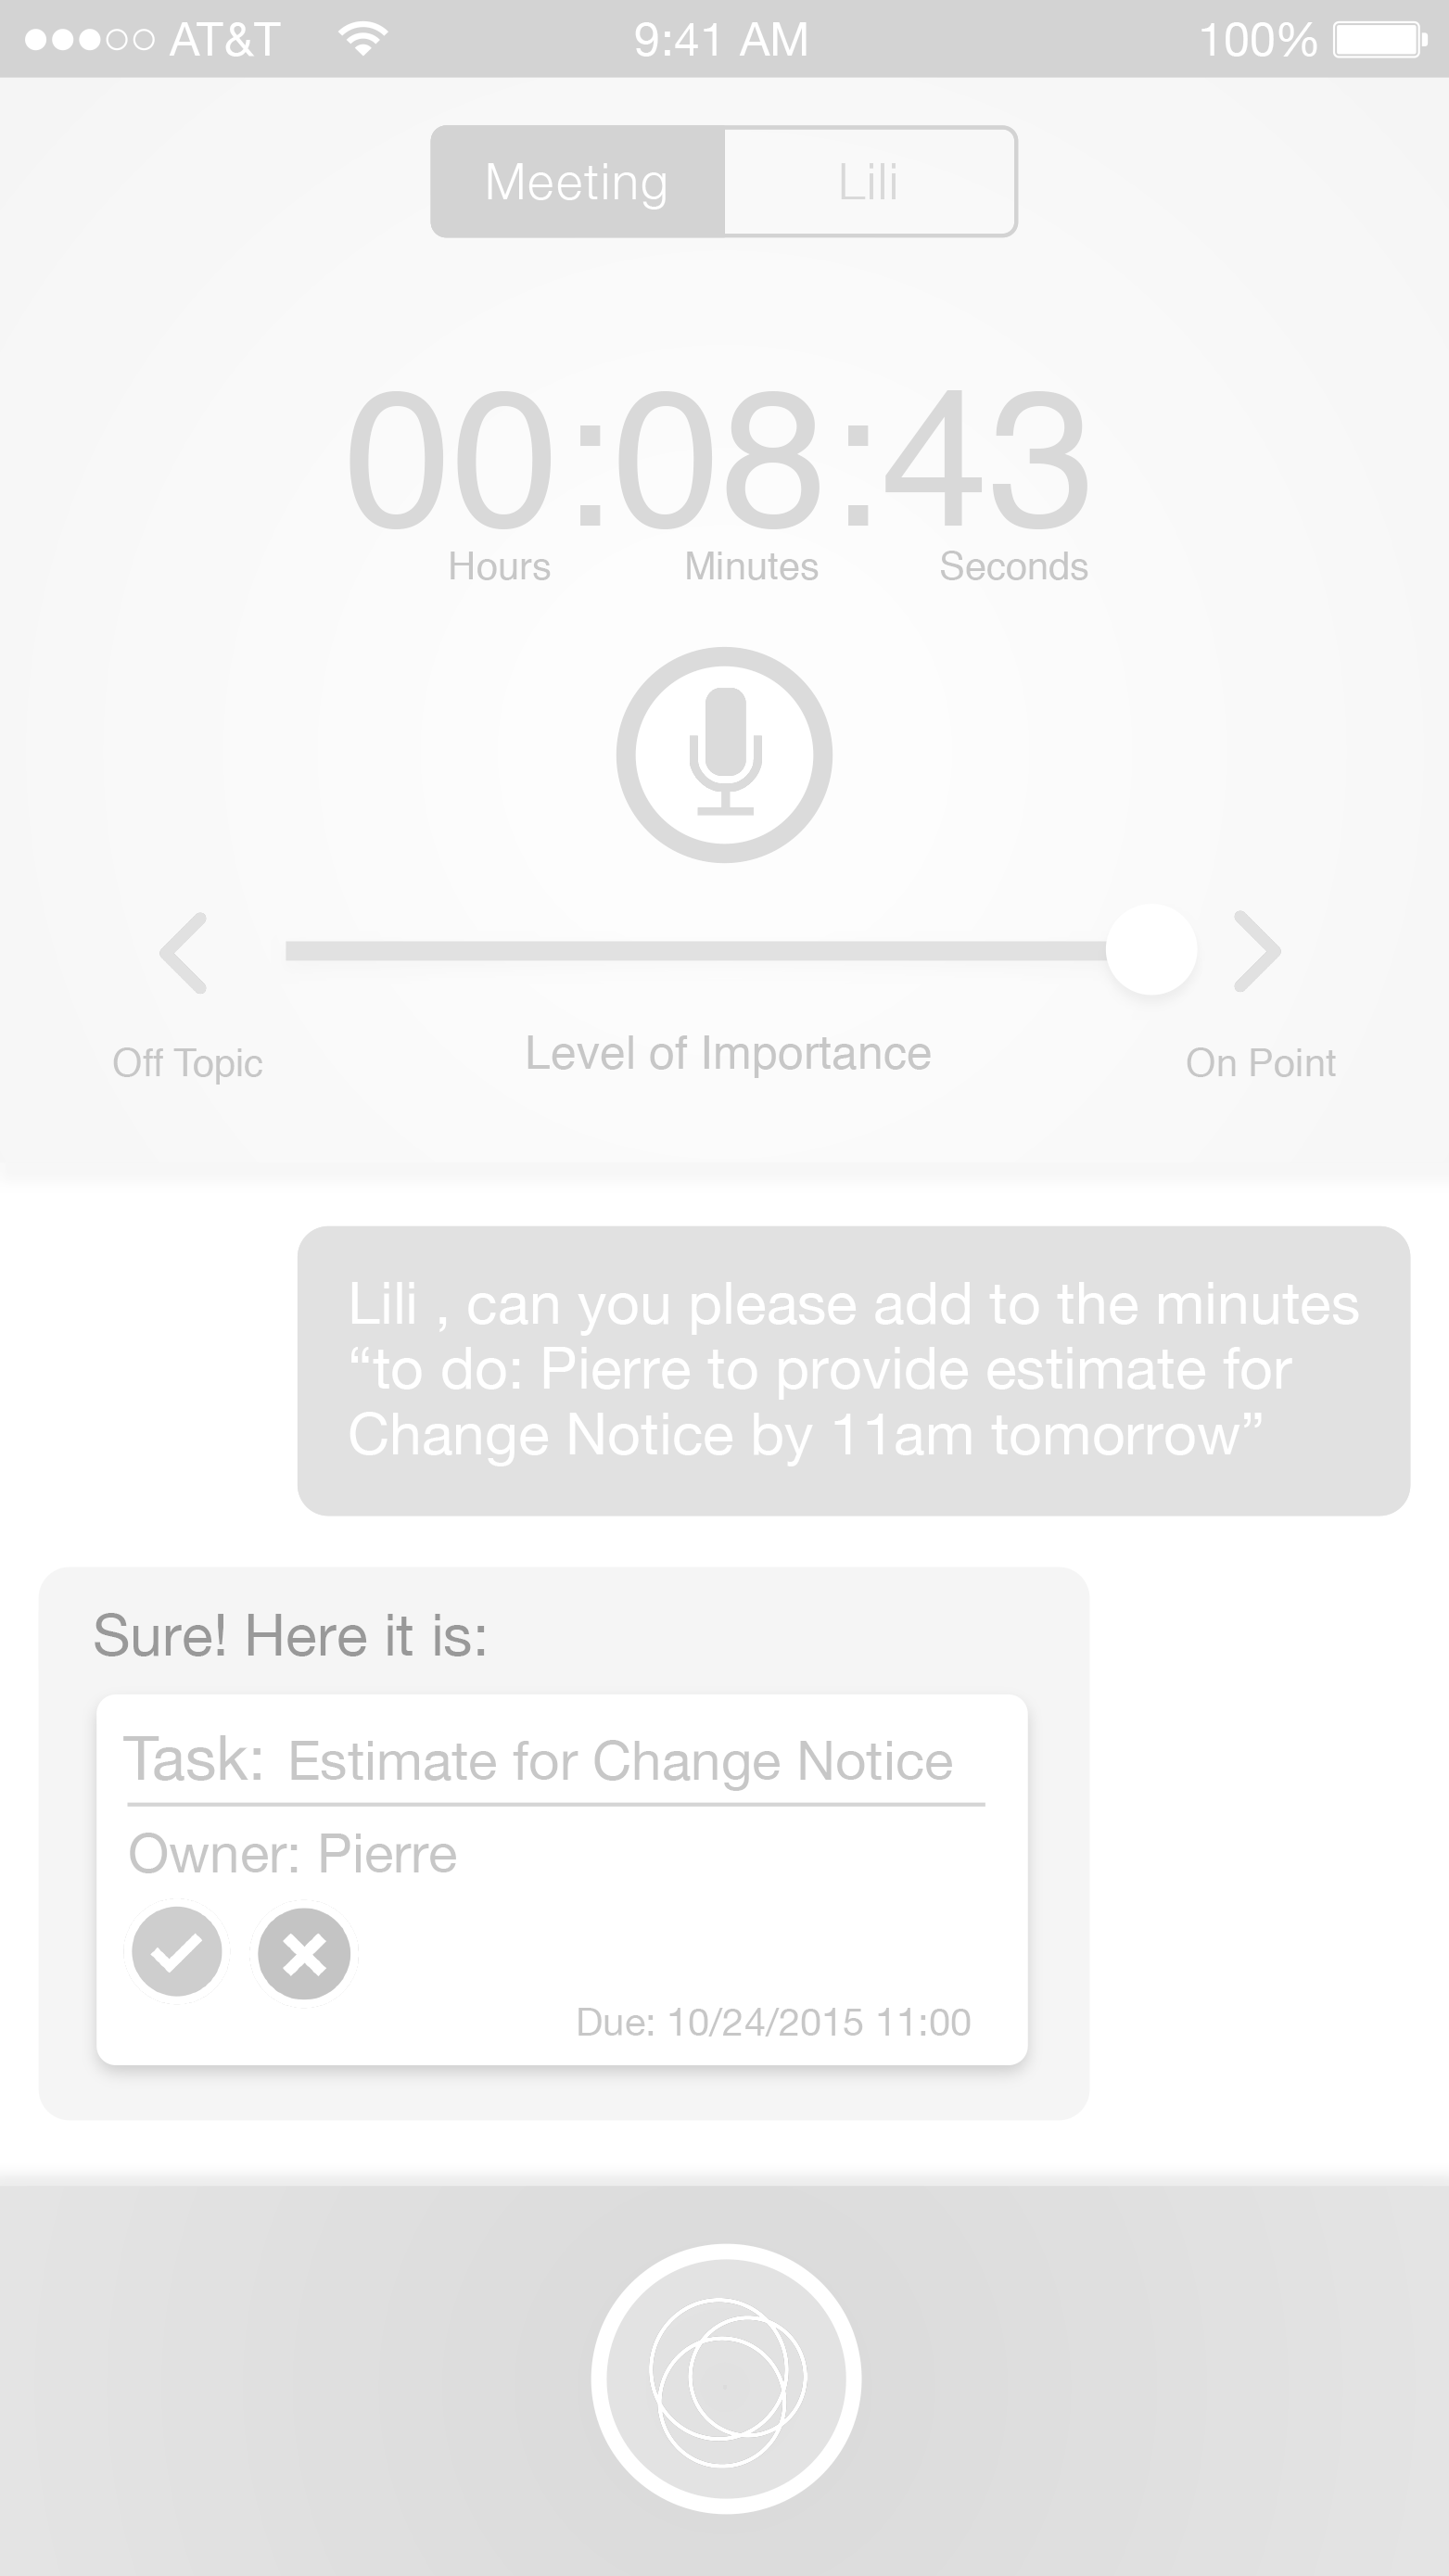 AT&T 9:41 AM 100%
Meeting Lili
00:08:43
Hours Minutes Seconds
Level of Importance
Off Topic On Point
Lili , can you please add to the minutes
“to do: Pierre to provide estimate for
Change Notice by 11am tomorrow”
Sure! Here it is:
Task: Estimate for Change Notice
Owner: Pierre
Due: 10/24/2015 11:00